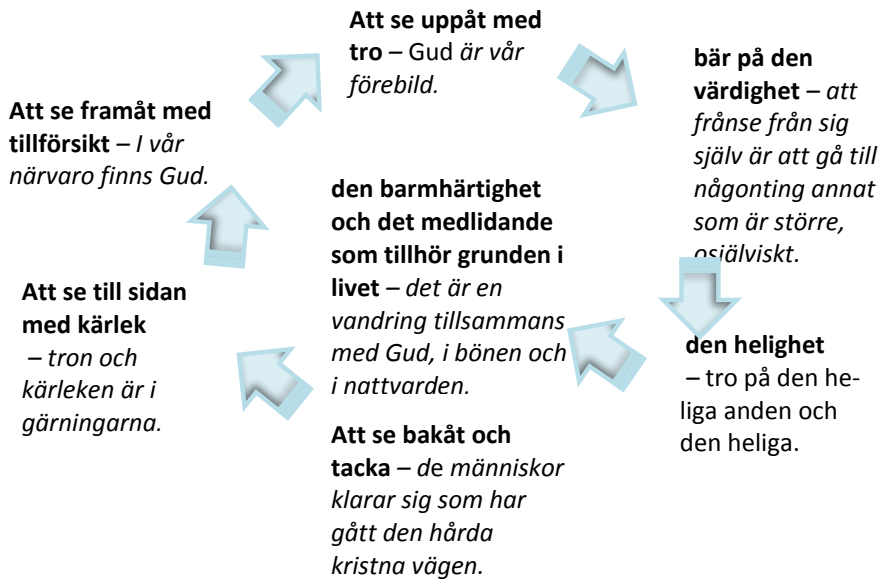 Att se uppåt med
tro – Gud är vår
förebild.
bär på den
värdighet – att
frånse från sig
själv är att gå till
någonting annat
som är större,
osjälviskt.
den helighet
– tro på den he-
liga anden och
den heliga.
den barmhärtighet
och det medlidande
som tillhör grunden i
livet – det är en
vandring tillsammans
med Gud, i bönen och
i nattvarden.
Att se bakåt och
tacka – de människor
klarar sig som har
gått den hårda
kristna vägen.
Att se till sidan
med kärlek
– tron och
kärleken är i
gärningarna.
Att se framåt med
tillförsikt – I vår
närvaro finns Gud.